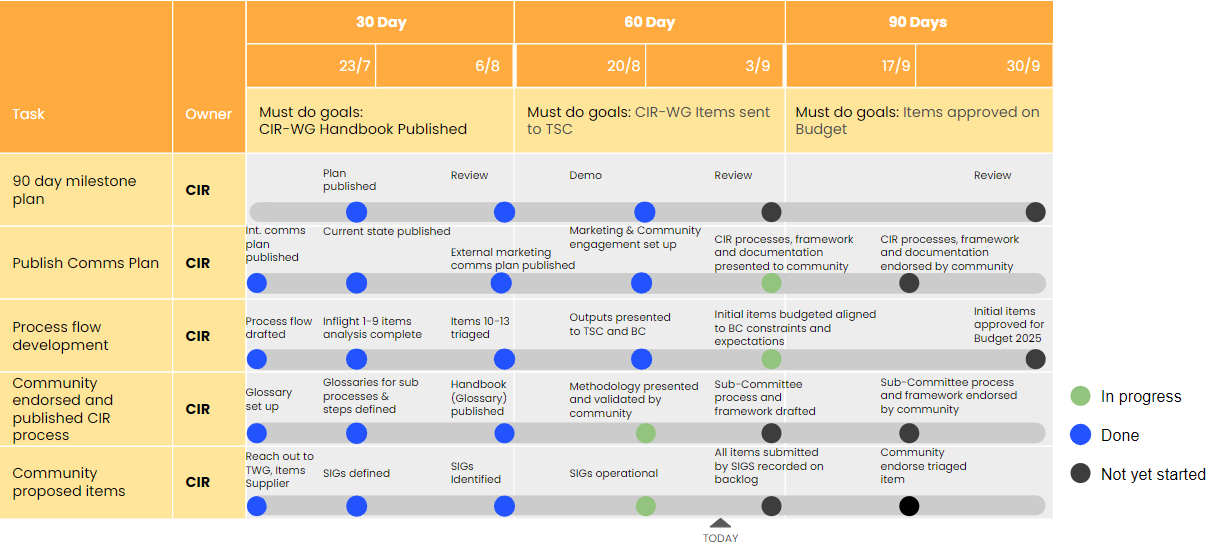 30 Day
60 Day
90 Days
23/7
6/8
20/8
3/9
17/9
30/9
Task
Owner
Must do goals:
CIR-WG Handbook Published
Must do goals: CIR-WG Items sent
to TSC
Must do goals: Items approved on
Budget
90 day milestone
plan
CIR
Plan
published
Review
Demo
Review
Review
Publish Comms Plan
CIR
Int. comms
plan
published
Current state published
External marketing
comms plan published
Marketing & Community
engagement set up
CIR processes, framework
and documentation
presented to community
CIR processes, framework
and documentation
endorsed by community
Process flow
development
CIR
Process flow
drafted
Inflight 1-9 items
analysis complete
Items 10-13
triaged
Outputs presented
to TSC and BC
Initial items budgeted aligned
to BC constraints and
expectations
Initial items
approved for
Budget 2025
Community
endorsed and
published CIR
process
CIR
Glossary
set up
Glossaries for sub
processes &
steps defined
Handbook
(Glossary)
published
Methodology presented
and validated by
community
Sub-Committee
process and
framework drafted
Sub-Committee process
and framework endorsed
by community
Community
proposed items
CIR
Reach out to
TWG, Items
Supplier
SIGs defined
SIGs
Identified
SIGs operational
All items submitted
by SIGS recorded on
backlog
Community
endorse triaged
item
In progress
Done
Not yet started
TODAY